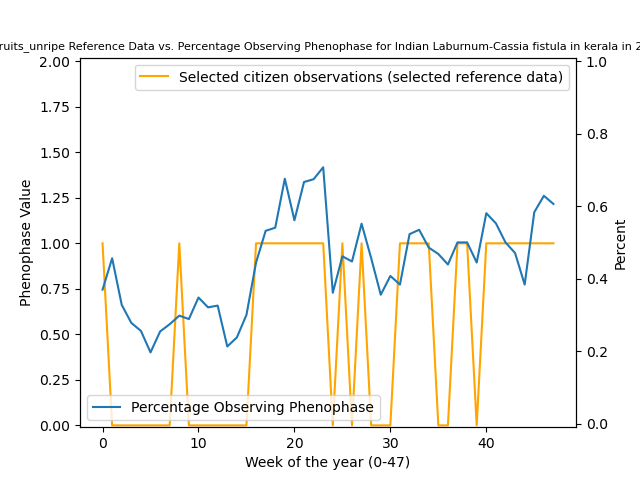 ruits_unripe Reference Data vs. Percentage Observing Phenophase for Indian Laburnum-Cassia fistula in kerala in 2
Selected citizen observations (selected reference data)
Percentage Observing Phenophase
Phenophase Value
2.00
1.75
1.50
1.25
1.00
0.75
0.50
0.25
0.00
1.0
0.8
0.6
0.4
0.2
0.0
Percent
0 10 20 30 40
Week of the year (0-47)